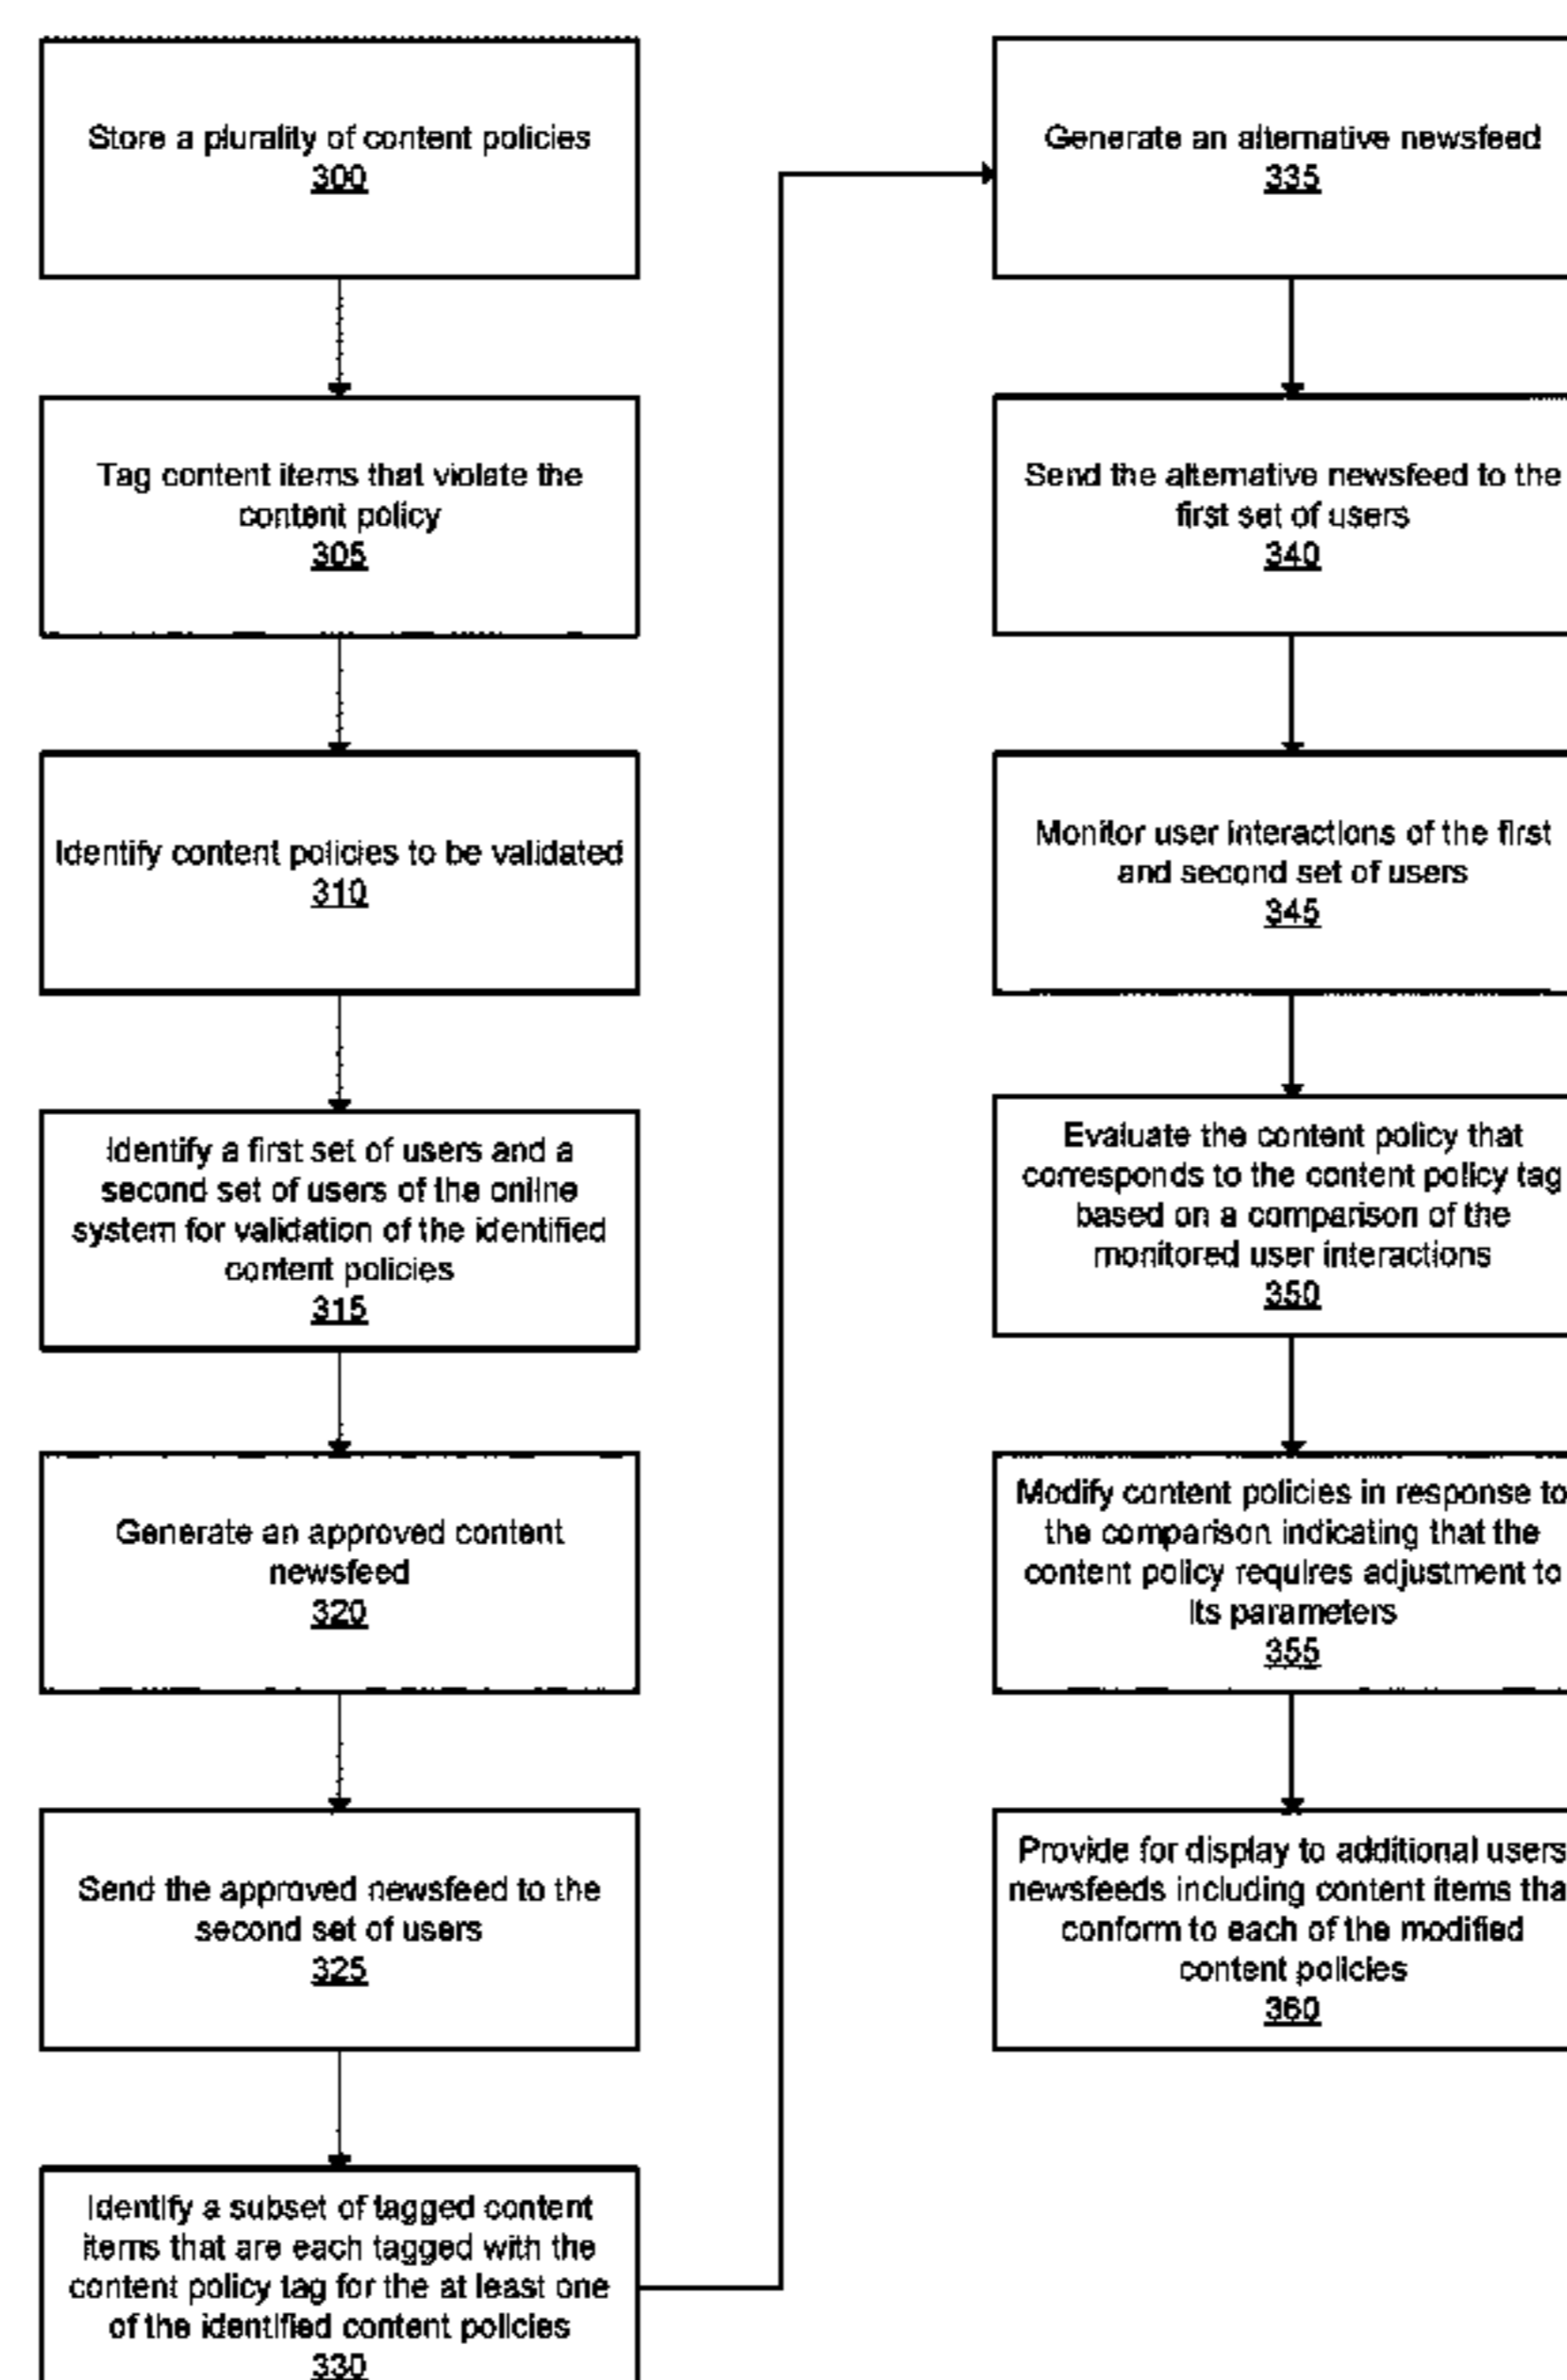 Store a plurality of content policies
300
Tag content items that violate the
content policy
305
Identify content policies to be validated
310
Identify a first set of users and a
second set of users of the online
system for validation of the identified
content policies
315
Generate an approved content
newsfeed
320
Send the approved newsfeed to the
second set of users
325
Identify a subset of tagged content
items that are each tagged with the
content policy tag for the at least one
of the identified content policies
330
Generate an alternative newsfeed
335
Send the alternative newsfeed to the
first set of users
340
Monitor user interactions of the first
and second set of users
345
Evaluate the content policy that
corresponds to the content policy tag
based on a comparison of the
monitored user interactions
350
Modify content policies in response to
the comparison indicating that the
content policy requires adjustment to
its parameters
355
Provide for display to additional users
newsfeeds including content items tha
conform to each of the modified
content policies
360